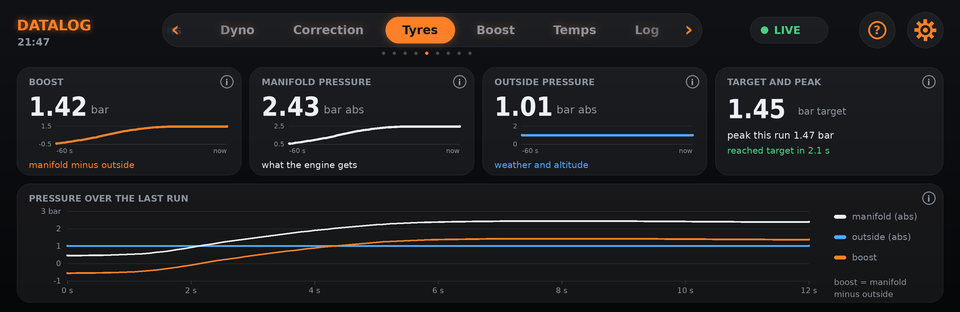 DATALOG
21:47
‹ Dyno Correction Tyres Boost Temps Log ›
LIVE
?
BOOST
1.42 bar
1.5
-0.5
-60 s now
manifold minus outside
MANIFOLD PRESSURE
2.43 bar abs
2.5
0.5
-60 s now
what the engine gets
OUTSIDE PRESSURE
1.01 bar abs
2
0
-60 s now
weather and altitude
TARGET AND PEAK
1.45 bar target
peak this run 1.47 bar
reached target in 2.1 s
PRESSURE OVER THE LAST RUN
3 bar
2
1
0
-1
0 s 2 s 4 s 6 s 8 s 10 s 12 s
manifold (abs)
outside (abs)
boost
boost = manifold
minus outside